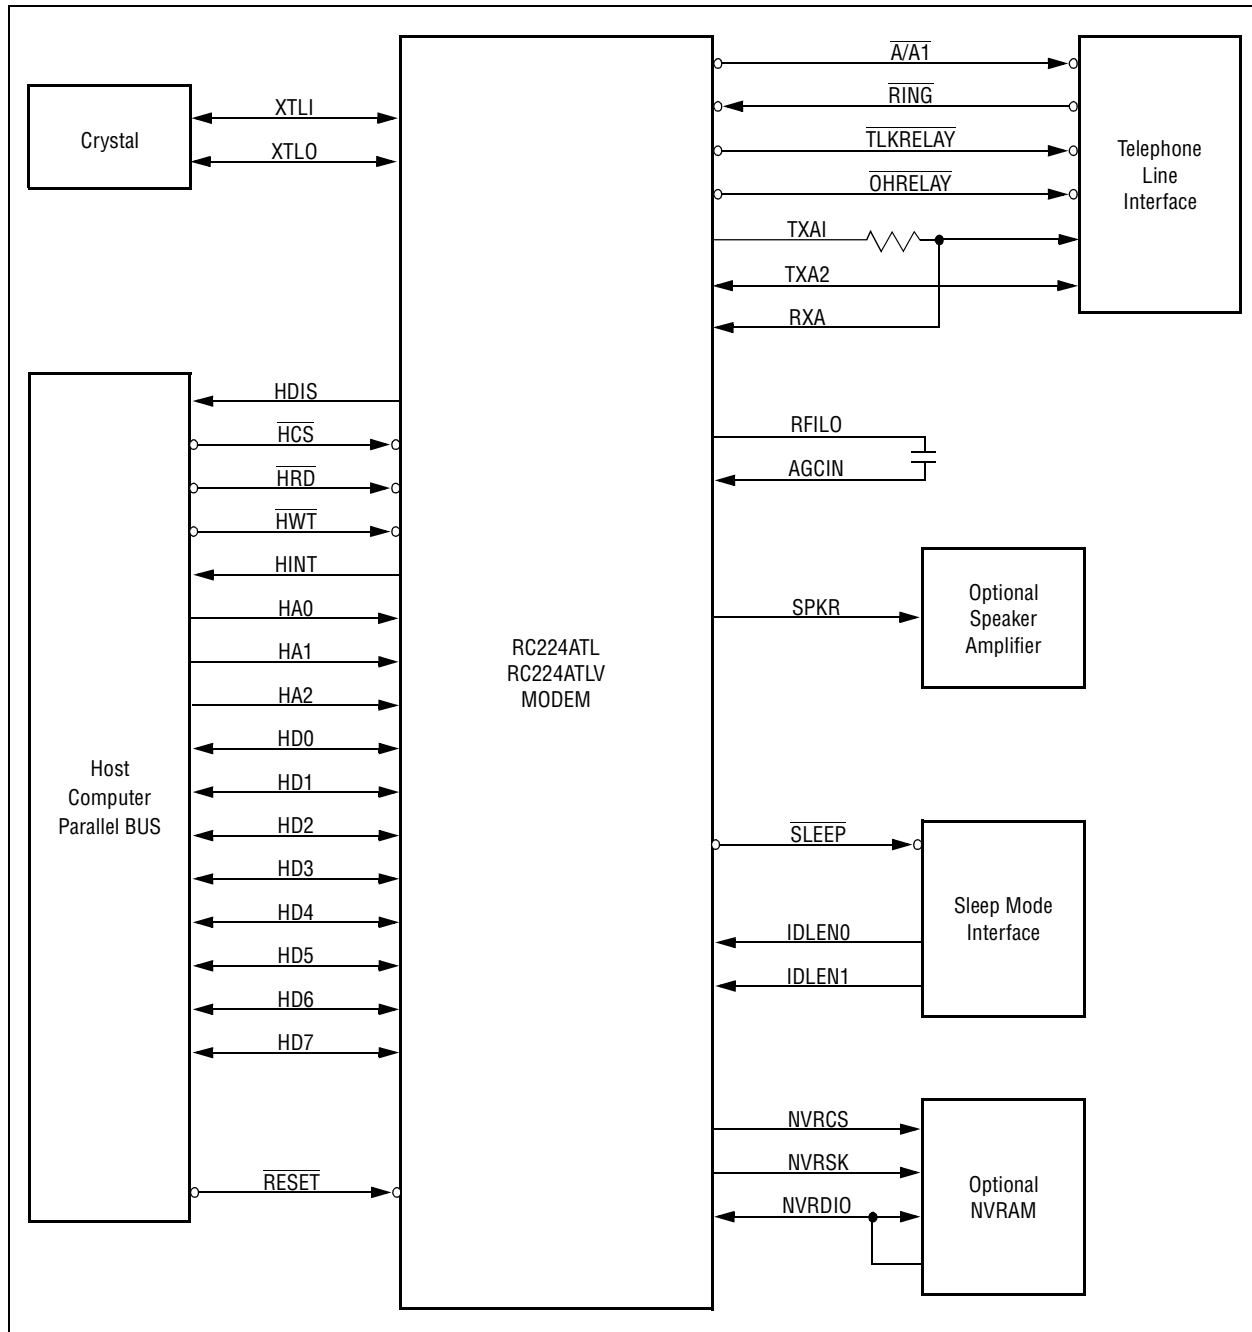 Crystal
XTLI
XTLO
A/A1
RING
TLKRELAY
OHRELAY
TXAI
TXA2
RXA
Telephone
Line
Interface
Host
Computer
Parallel BUS
HDIS
HCS
HRD
HWT
HINT
HA0
HA1
HA2
HD0
HD1
HD2
HD3
HD4
HD5
HD6
HD7
RESET
RC224ATL
RC224ATLV
MODEM
RFILO
AGCIN
SPKR
Optional
Speaker
Amplifier
SLEEP
IDLEN0
IDLEN1
Sleep Mode
Interface
NVRCS
NVRSK
NVRDIO
Optional
NVRAM